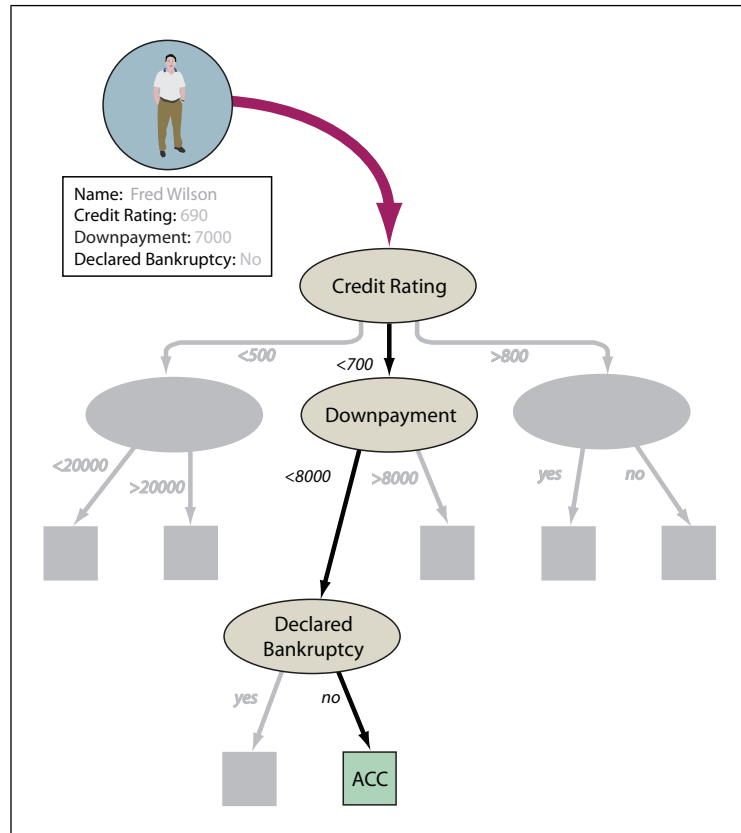 Name: Fred Wilson
Credit Rating: 690
Downpayment: 7000
Declared Bankruptcy: No
Credit Rating
<500
<700
>800
Downpayment
<20000
>20000
<8000
>8000
yes
no
Declared
Bankruptcy
yes
no
ACC